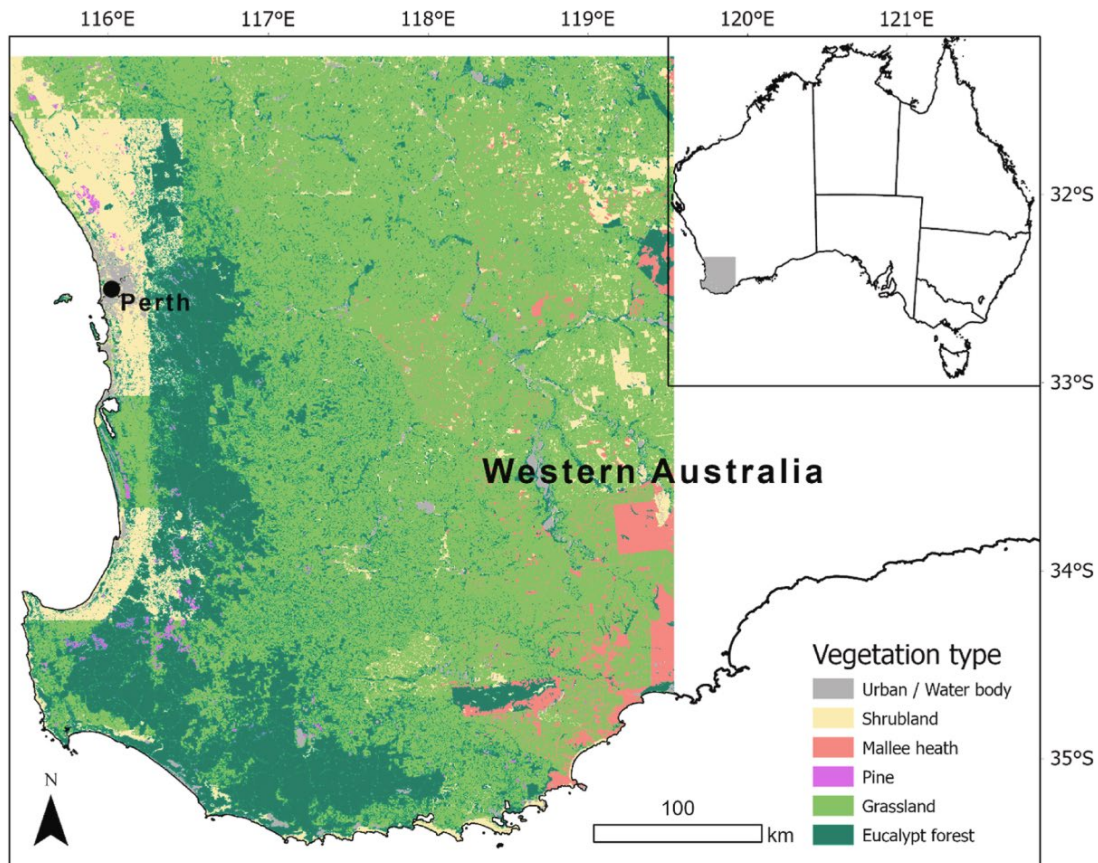 116°E 117°E 118°E 119°E 120°E 121°E
32°S
Perth
33°S
Western Australia
34°S
Vegetation type
Urban / Water body
Shrubland
Mallee heath
35°S
Pine
N
100
Grassland
km
Eucalypt forest